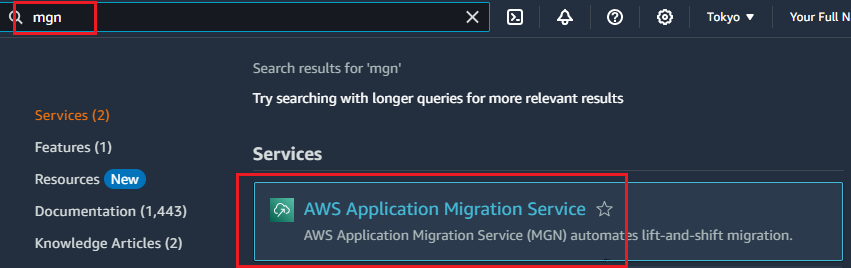 mgn
Tokyo ▼
Your Full N
Search results for 'mgn'
Try searching with longer queries for more relevant results
Services (2)
Features (1)
Resources New
Documentation (1,443)
Knowledge Articles (2)
Services
AWS Application Migration Service
AWS Application Migration Service (MGN) automates lift-and-shift migration.